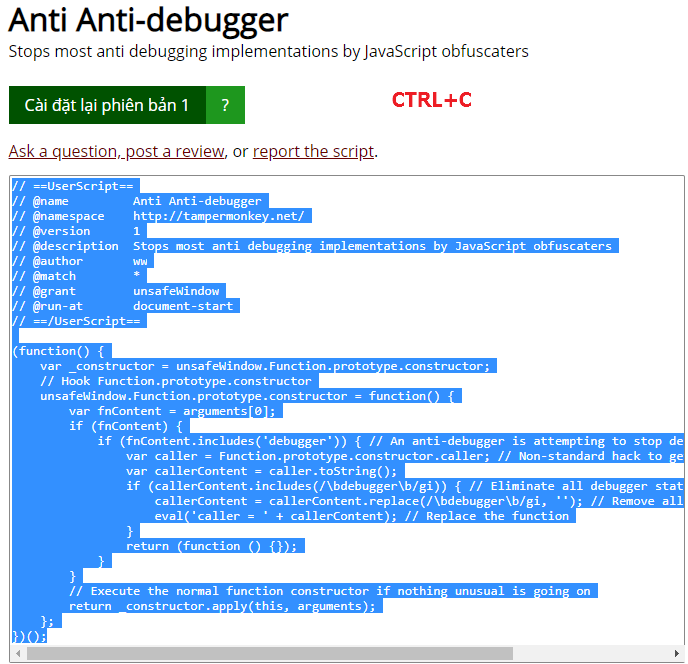 Anti Anti-debugger
Stops most anti debugging implementations by JavaScript obfuscaters
Cài đặt lại phiên bản 1 ?
CTRL+C
Ask a question, post a review, or report the script.
// ==UserScript==
// @name         Anti Anti-debugger
// @namespace    http://tampermonkey.net/
// @version      1
// @description  Stops most anti debugging implementations by JavaScript obfuscaters
// @author       ww
// @match        *
// @grant        unsafeWindow
// @run-at       document-start
// ==/UserScript==
(function() {
    var _constructor = unsafeWindow.Function.prototype.constructor;
    // Hook Function.prototype.constructor
    unsafeWindow.Function.prototype.constructor = function() {
        var fnContent = arguments[0];
        if (fnContent) {
            if (fnContent.includes('debugger')) { // An anti-debugger is attempting to stop de
                var caller = Function.prototype.constructor.caller; // Non-standard hack to ge
                var callerContent = caller.toString();
                if (callerContent.includes(/\bdebugger\b/gi)) { // Eliminate all debugger stat
                    callerContent = callerContent.replace(/\bdebugger\b/gi, ''); // Remove all
                    eval('caller = ' + callerContent); // Replace the function
                }
                return (function () {});
            }
        }
        // Execute the normal function constructor if nothing unusual is going on
        return _constructor.apply(this, arguments);
    };
})();